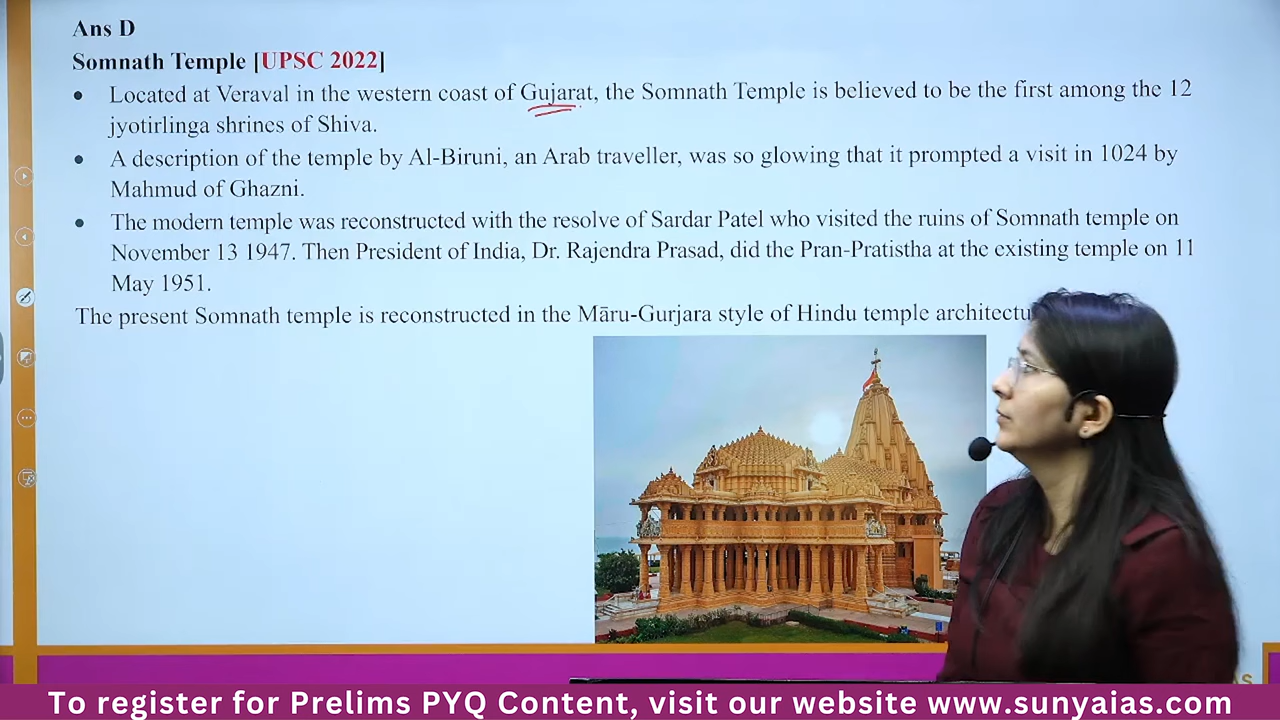 Ans D
Somnath Temple [UPSC 2022]
• Located at Veraval in the western coast of Gujarat, the Somnath Temple is believed to be the first among the 12
jyotirlinga shrines of Shiva.
• A description of the temple by Al-Biruni, an Arab traveller, was so glowing that it prompted a visit in 1024 by
Mahmud of Ghazni.
• The modern temple was reconstructed with the resolve of Sardar Patel who visited the ruins of Somnath temple on
November 13 1947. Then President of India, Dr. Rajendra Prasad, did the Pran-Pratistha at the existing temple on 11
May 1951.
The present Somnath temple is reconstructed in the Māru-Gurjara style of Hindu temple architectu
To register for Prelims PYQ Content, visit our website www.sunyaias.com